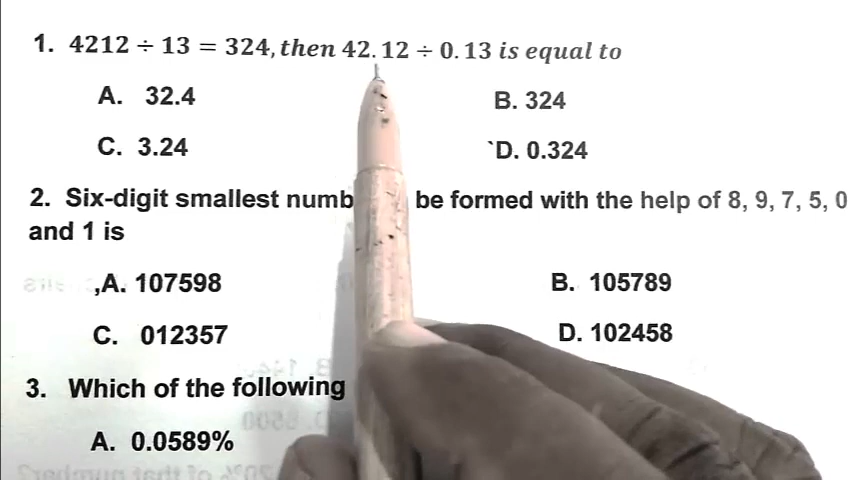 1. 4212 ÷ 13 = 324, then 42.12 ÷ 0.13 is equal to
A. 32.4 B. 324
C. 3.24 `D. 0.324
2. Six-digit smallest numb be formed with the help of 8, 9, 7, 5, 0
and 1 is
,A. 107598 B. 105789
C. 012357 D. 102458
3. Which of the following
A. 0.0589%